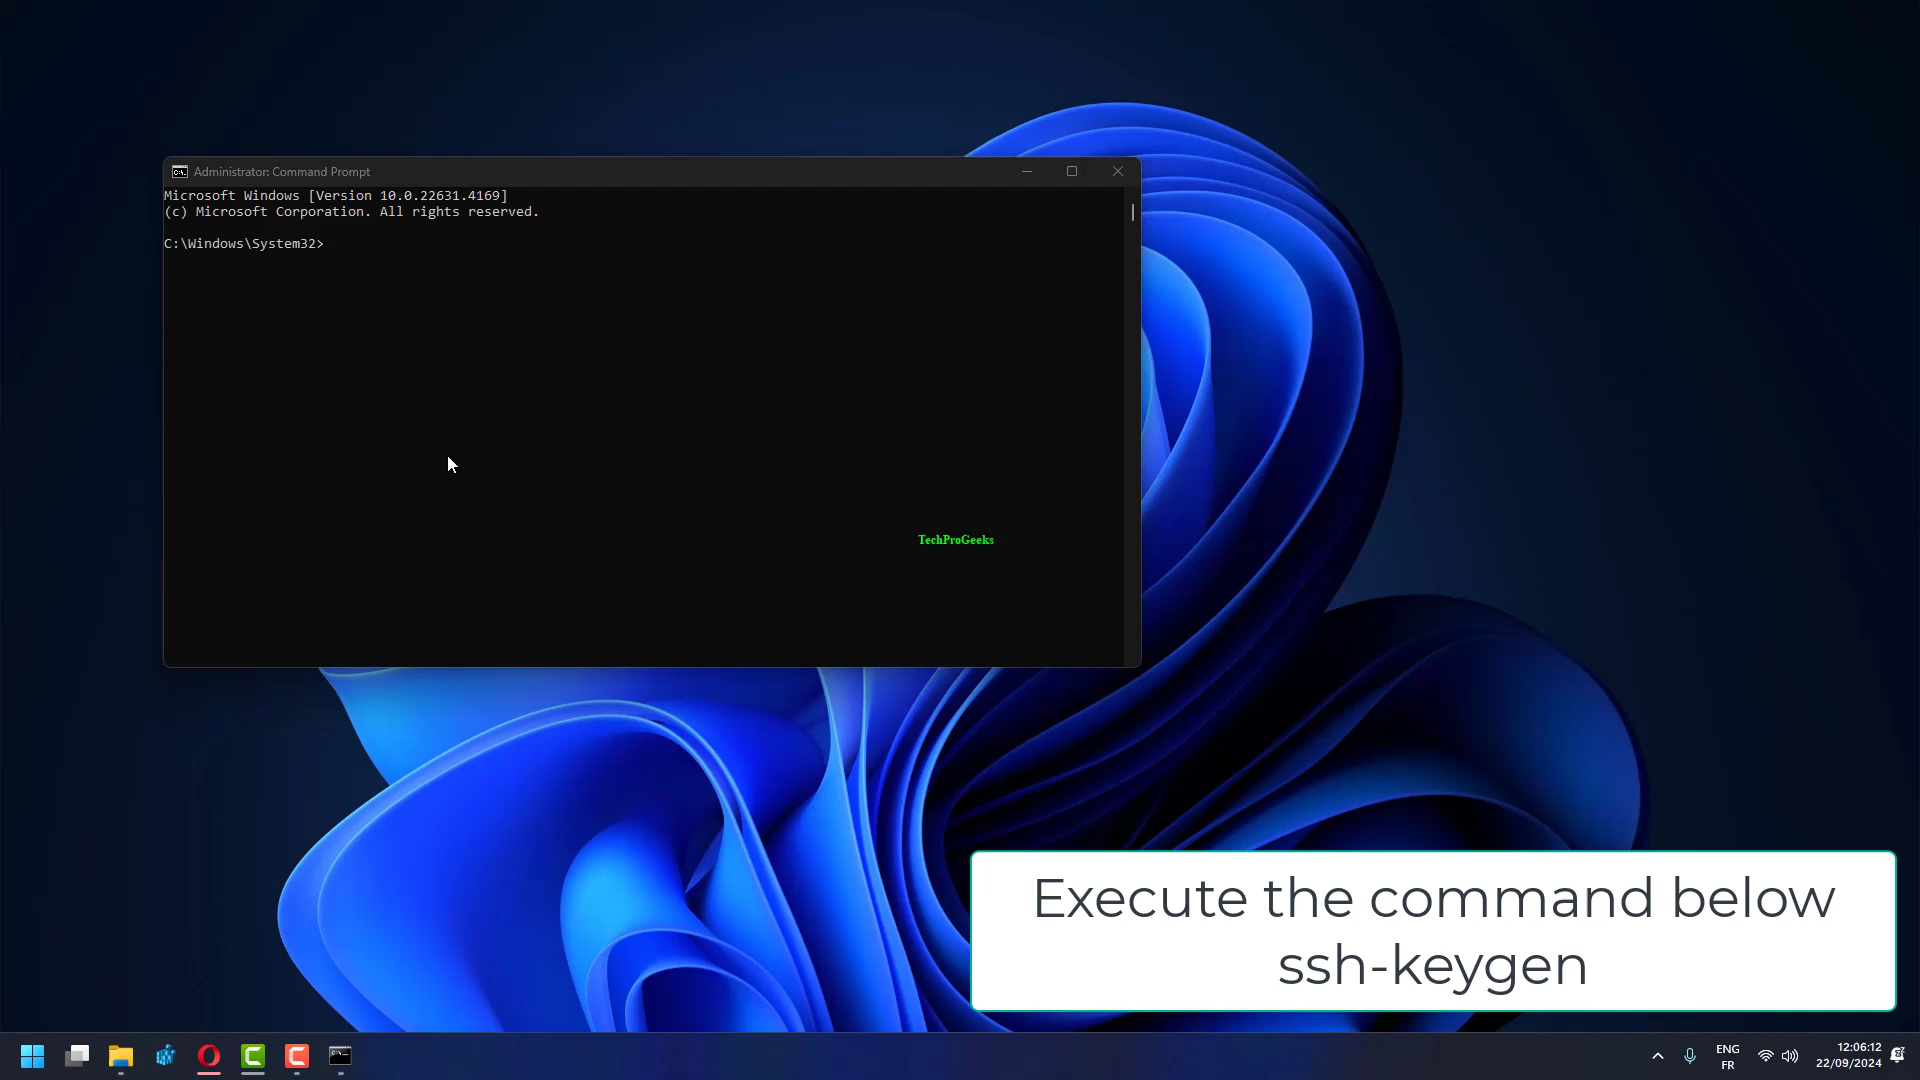 Administrator: Command Prompt
Microsoft Windows [Version 10.0.22631.4169]
(c) Microsoft Corporation. All rights reserved.
C:\Windows\System32>
TechProGeeks
Execute the command below
ssh-keygen
ENG
FR
12:06:12
22/09/2024